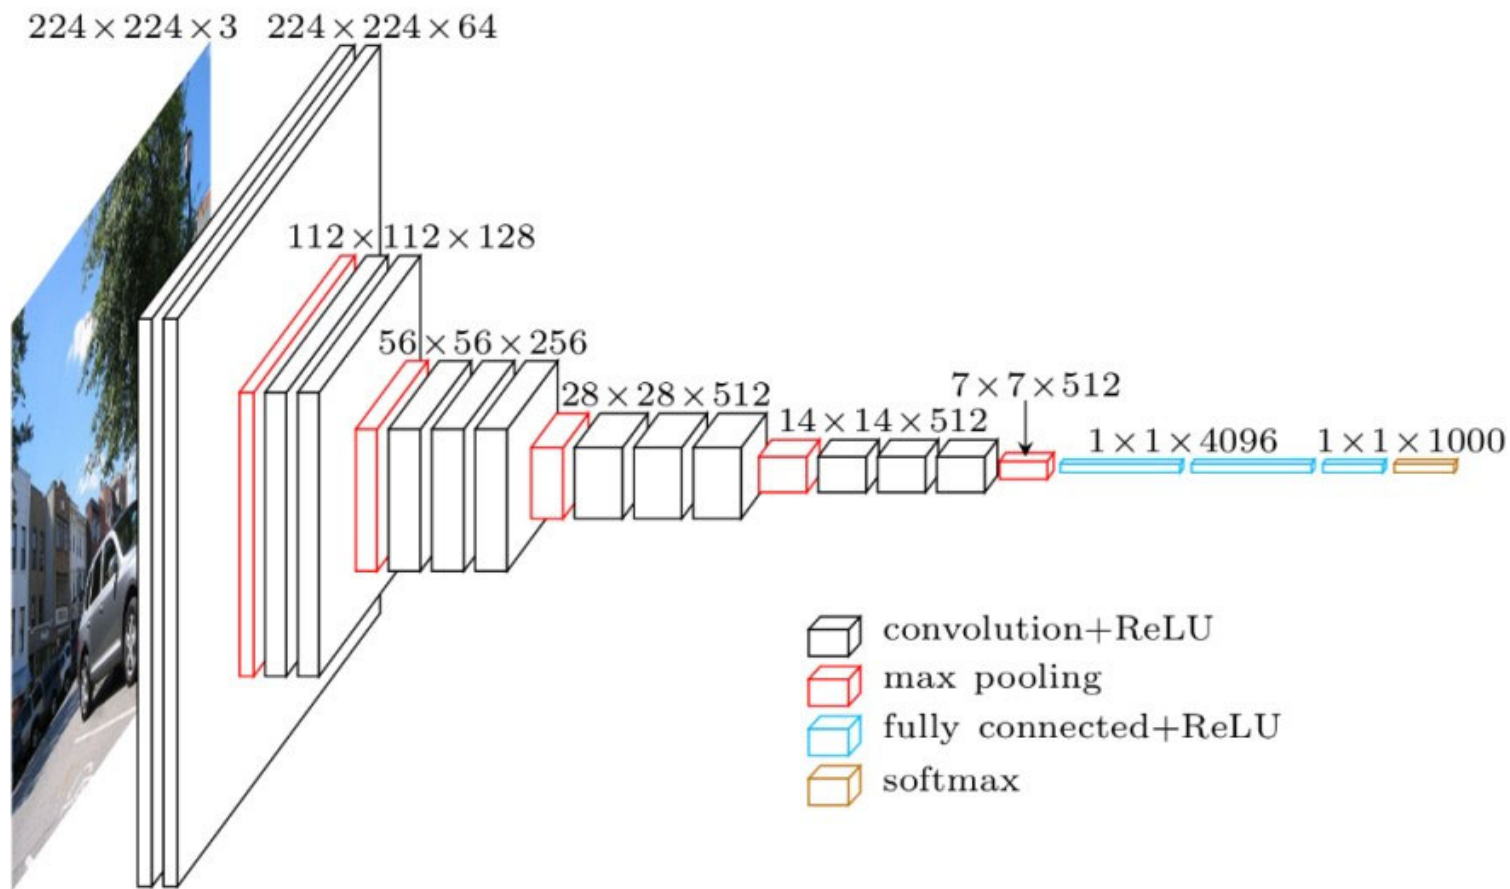 224×224×3
224×224×64
112×112×128
56×56×256
28×28×512
14×14×512
7×7×512
1×1×4096
1×1×1000
convolution+ReLU
max pooling
fully connected+ReLU
softmax